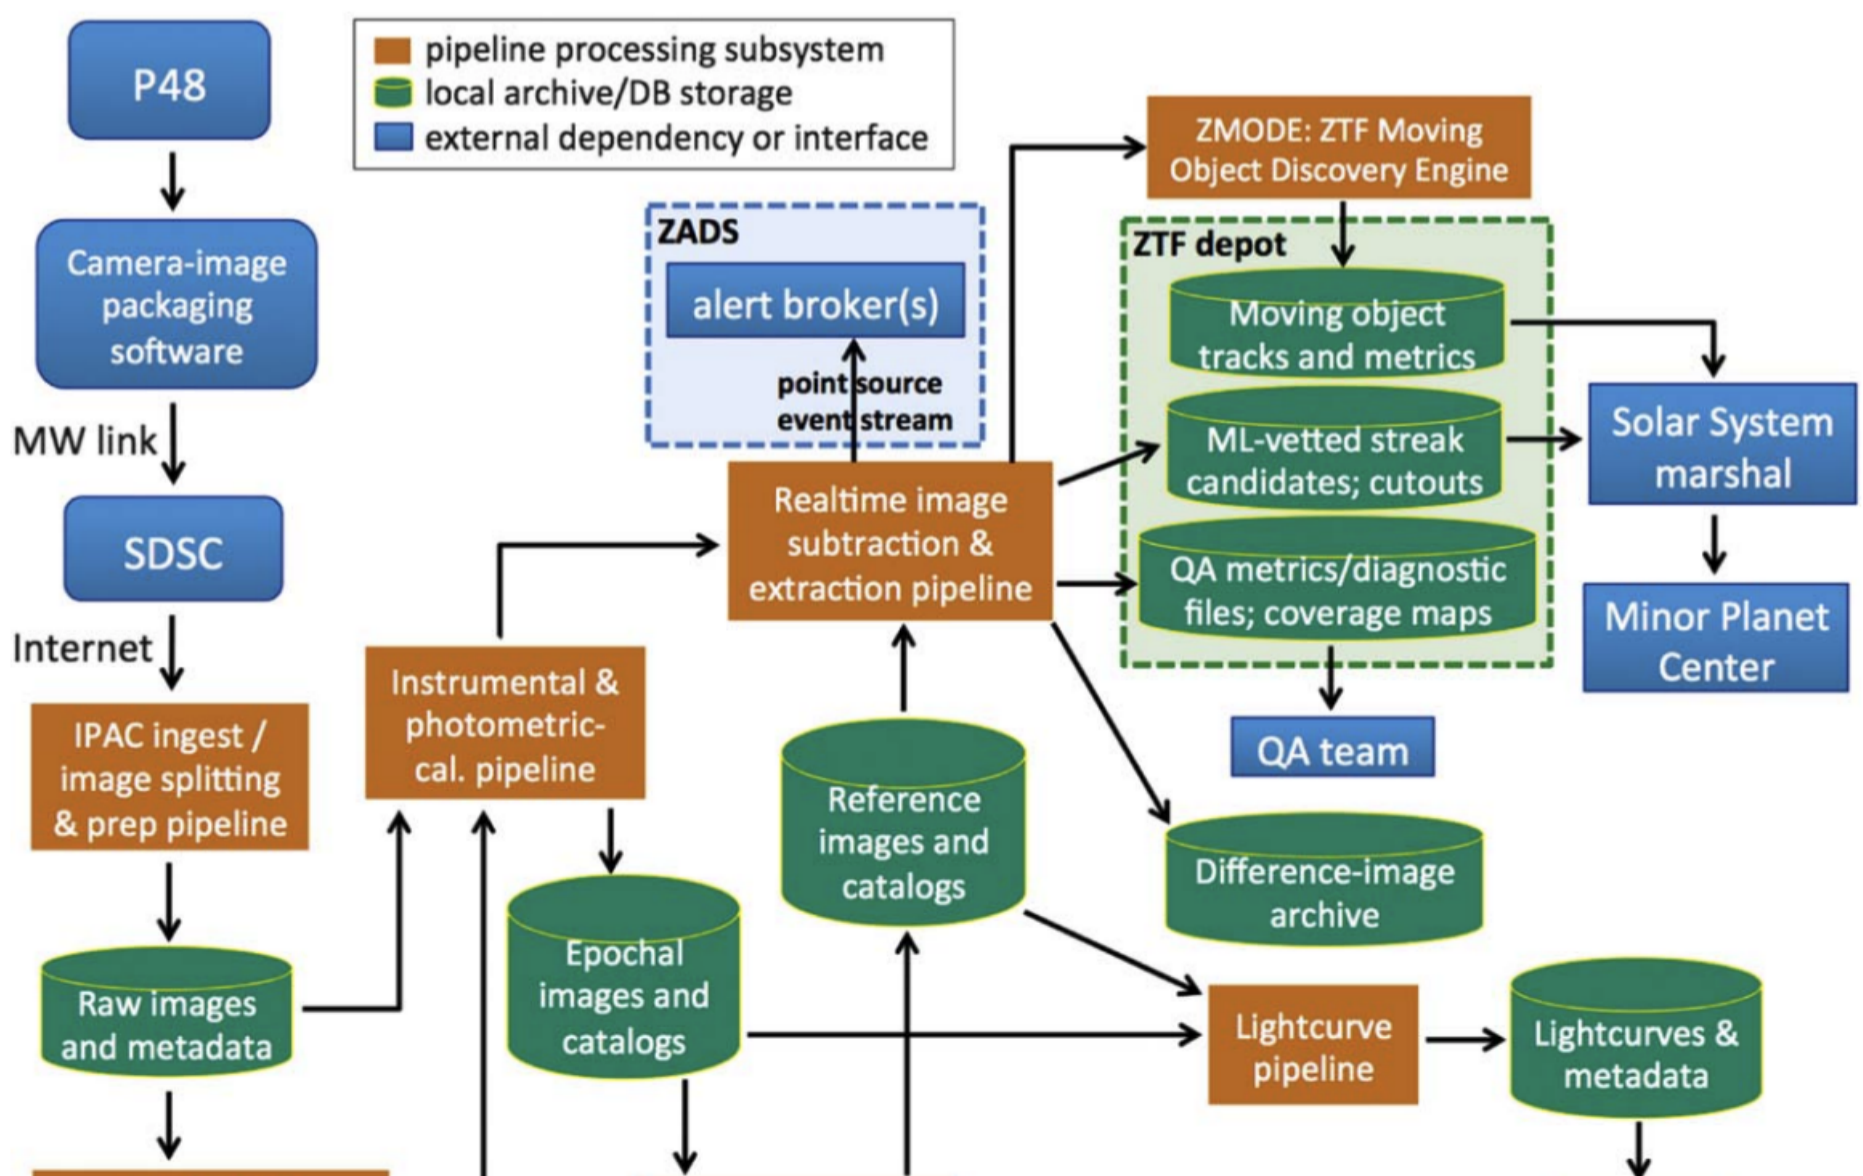 P48
pipeline processing subsystem
local archive/DB storage
external dependency or interface
Camera-image
packaging
software
MW link
SDSC
Internet
IPAC ingest /
image splitting
& prep pipeline
Raw images
and metadata
Instrumental &
photometric-
cal. pipeline
Epochal
images and
catalogs
ZADS
alert broker(s)
point source
event stream
Realtime image
subtraction &
extraction pipeline
Reference
images and
catalogs
ZMODE: ZTF Moving
Object Discovery Engine
ZTF depot
Moving object
tracks and metrics
ML-vetted streak
candidates; cutouts
QA metrics/diagnostic
files; coverage maps
QA team
Solar System
marshal
Minor Planet
Center
Difference-image
archive
Lightcurve
pipeline
Lightcurves &
metadata